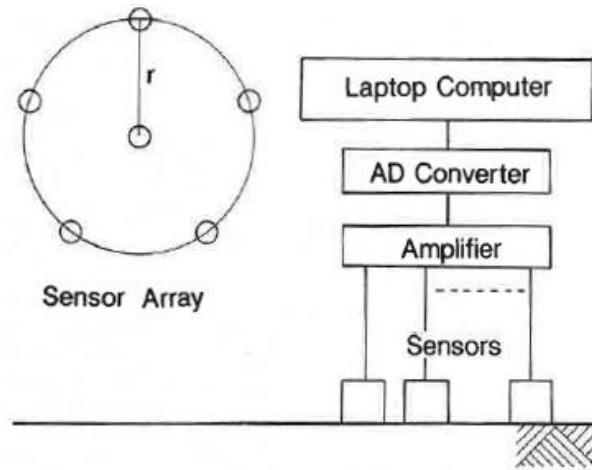 r
Sensor Array
Laptop Computer
AD Converter
Amplifier
Sensors